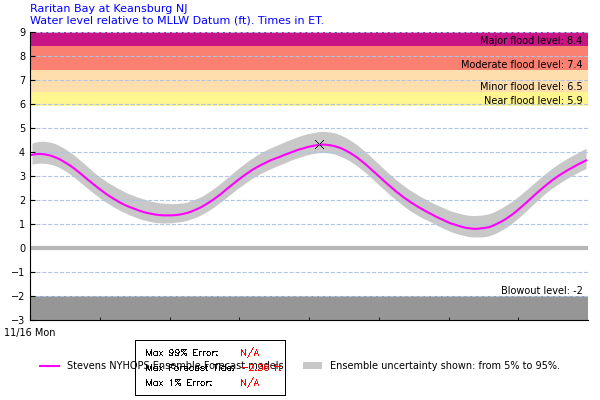 Raritan Bay at Keansburg NJ
Water level relative to MLLW Datum (ft). Times in ET.
9
Major flood level: 8.4
8
Moderate flood level: 7.4
7
Minor flood level: 6.5
6
Near flood level: 5.9
5
4
3
2
1
0
−1
Blowout level: -2
−2
−3
11/16 Mon
Max 99% Error: N/A
Stevens NYHOPS Ensemble Forecast models
Max Forecast Tide:
Ensemble uncertainty shown: from 5% to 95%.
Max 1% Error: N/A